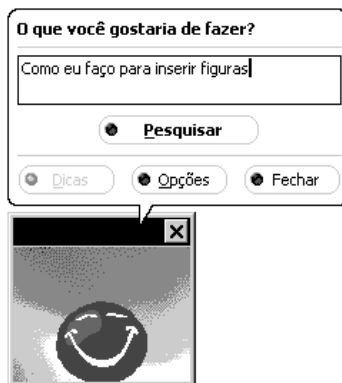 O que você gostaria de fazer?
Como eu faço para inserir figuras
Pesquisar
Dicas Opções Fechar